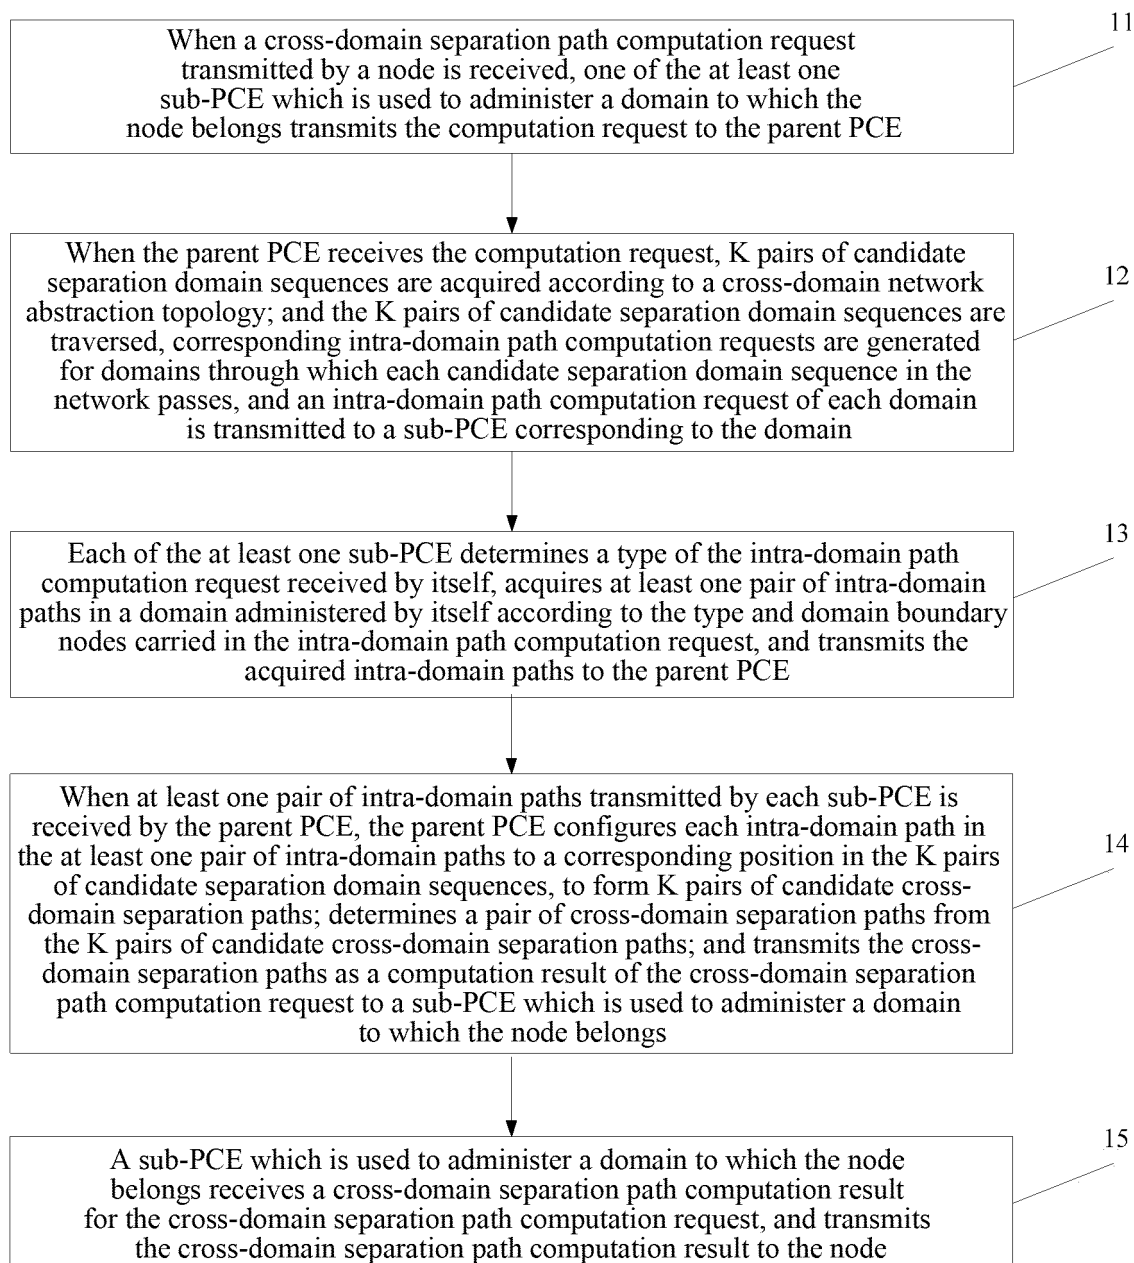 11
When a cross-domain separation path computation request
transmitted by a node is received, one of the at least one
sub-PCE which is used to administer a domain to which the
node belongs transmits the computation request to the parent PCE
12
When the parent PCE receives the computation request, K pairs of candidate
separation domain sequences are acquired according to a cross-domain network
abstraction topology; and the K pairs of candidate separation domain sequences are
traversed, corresponding intra-domain path computation requests are generated
for domains through which each candidate separation domain sequence in the
network passes, and an intra-domain path computation request of each domain
is transmitted to a sub-PCE corresponding to the domain
13
Each of the at least one sub-PCE determines a type of the intra-domain path
computation request received by itself, acquires at least one pair of intra-domain
paths in a domain administered by itself according to the type and domain boundary
nodes carried in the intra-domain path computation request, and transmits the
acquired intra-domain paths to the parent PCE
14
When at least one pair of intra-domain paths transmitted by each sub-PCE is
received by the parent PCE, the parent PCE configures each intra-domain path in
the at least one pair of intra-domain paths to a corresponding position in the K pairs
of candidate separation domain sequences, to form K pairs of candidate cross-
domain separation paths; determines a pair of cross-domain separation paths from
the K pairs of candidate cross-domain separation paths; and transmits the cross-
domain separation paths as a computation result of the cross-domain separation
path computation request to a sub-PCE which is used to administer a domain
to which the node belongs
15
A sub-PCE which is used to administer a domain to which the node
belongs receives a cross-domain separation path computation result
for the cross-domain separation path computation request, and transmits
the cross-domain separation path computation result to the node